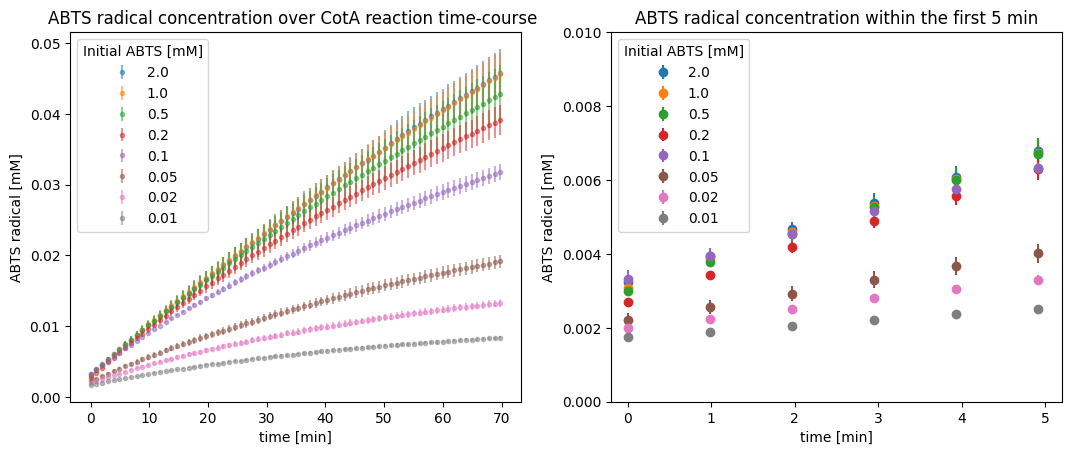 ABTS radical concentration over CotA reaction time-course
ABTS radical [mM]
0.05
0.04
0.03
0.02
0.01
0.00
Initial ABTS [mM]
2.0
1.0
0.5
0.2
0.1
0.05
0.02
0.01
0 10 20 30 40 50 60 70
time [min]
ABTS radical concentration within the first 5 min
ABTS radical [mM]
0.010
0.008
0.006
0.004
0.002
0.000
Initial ABTS [mM]
2.0
1.0
0.5
0.2
0.1
0.05
0.02
0.01
0 1 2 3 4 5
time [min]